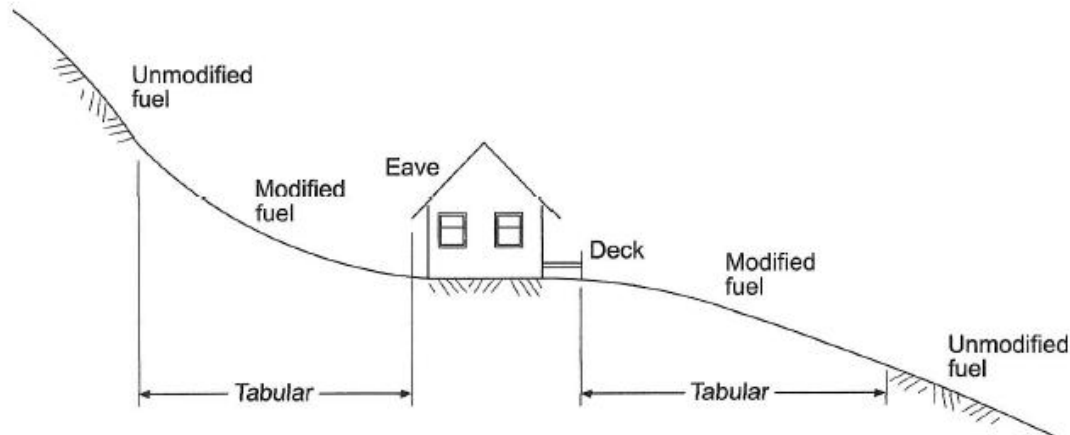 Unmodified
fuel
Eave
Modified
fuel
Deck
Modified
fuel
Unmodified
fuel
Tabular
Tabular